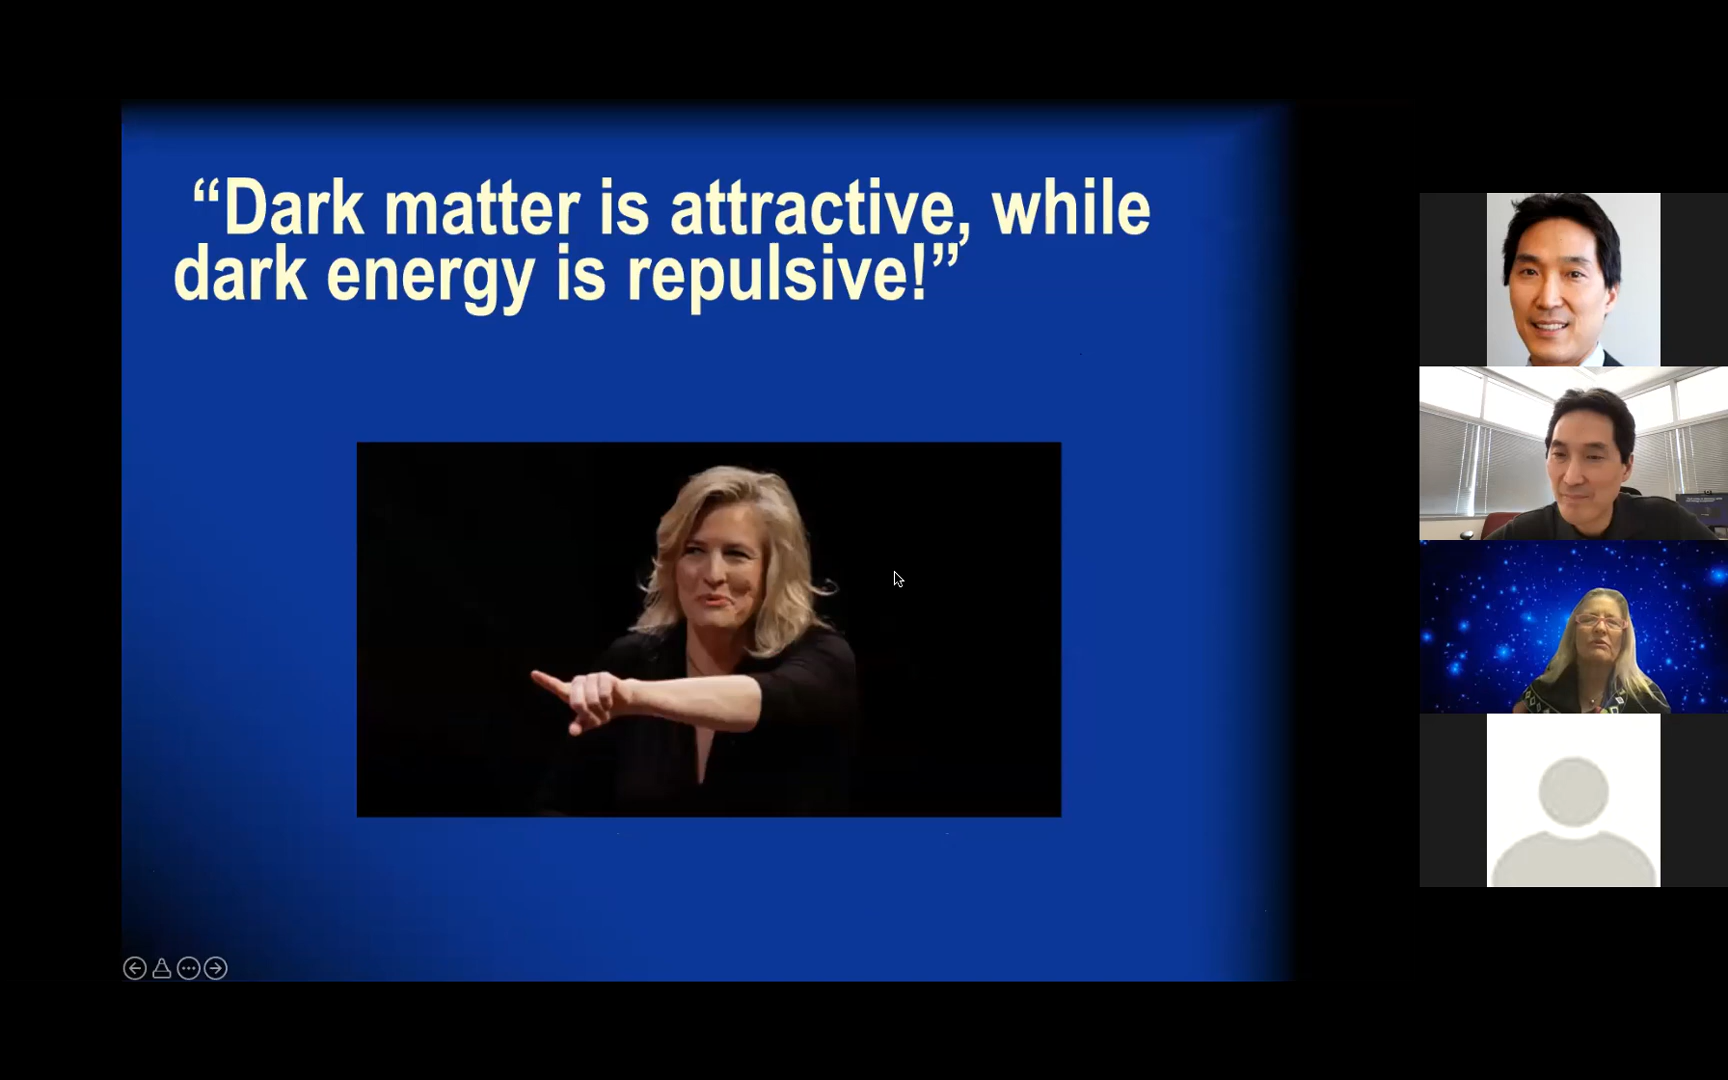 “Dark matter is attractive, while
dark energy is repulsive!”